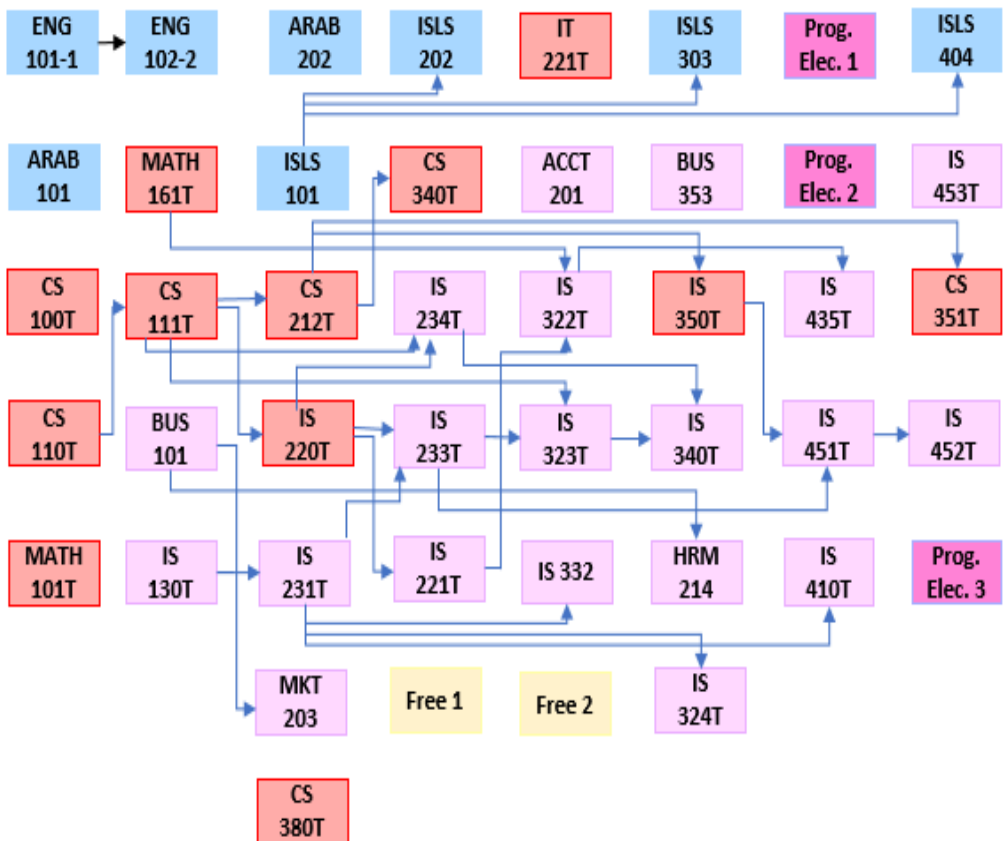 ENG
101-1
ENG
102-2
ARAB
202
ISLS
202
IT
221T
ISLS
303
Prog.
Elec. 1
ISLS
404
ARAB
101
MATH
161T
ISLS
101
CS
340T
ACCT
201
BUS
353
Prog.
Elec. 2
IS
453T
CS
100T
CS
111T
CS
212T
IS
234T
IS
322T
IS
350T
IS
435T
CS
351T
CS
110T
BUS
101
IS
220T
IS
233T
IS
323T
IS
340T
IS
451T
IS
452T
MATH
101T
IS
130T
IS
231T
IS
221T
IS 332
HRM
214
IS
410T
Prog.
Elec. 3
MKT
203
Free 1
Free 2
IS
324T
CS
380T